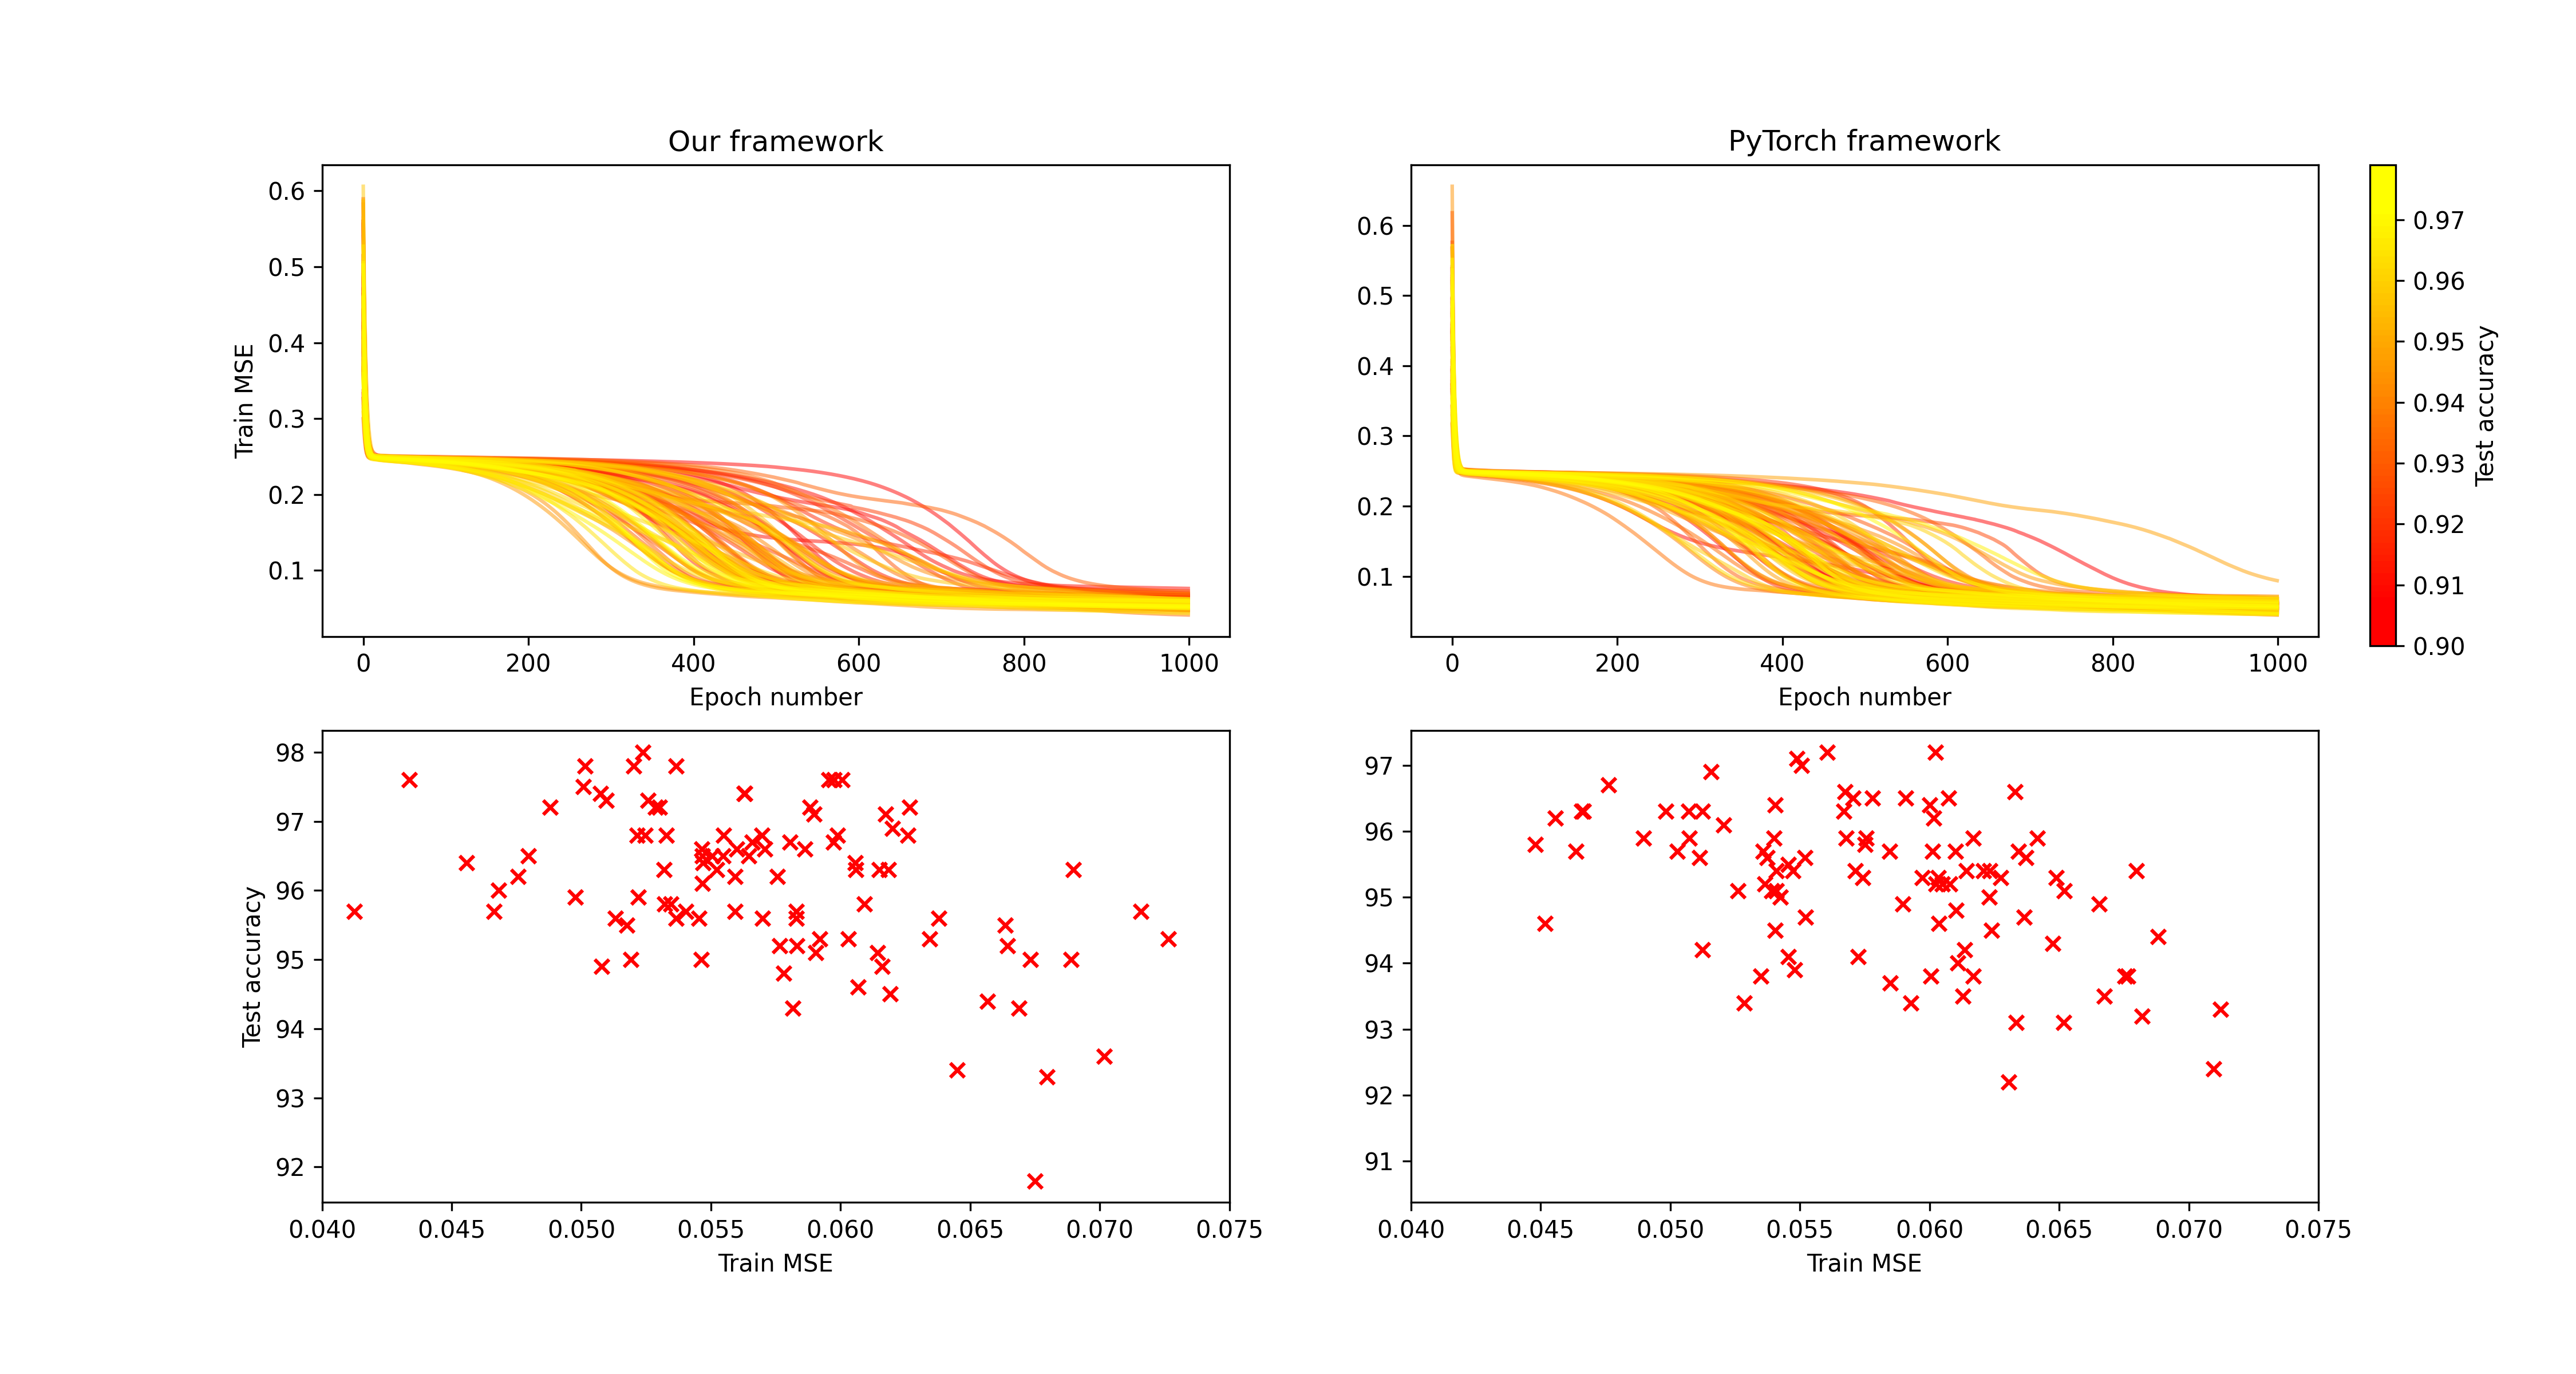 Our framework
PyTorch framework
0.6
0.5
0.4
0.3
0.2
0.1
Train MSE
0 200 400 600 800 1000
Epoch number
0.6
0.5
0.4
0.3
0.2
0.1
0 200 400 600 800 1000
Epoch number
0.97
0.96
0.95
0.94
0.93
0.92
0.91
0.90
Test accuracy
98
97
96
95
94
93
92
Test accuracy
0.040 0.045 0.050 0.055 0.060 0.065 0.070 0.075
Train MSE
97
96
95
94
93
92
91
0.040 0.045 0.050 0.055 0.060 0.065 0.070 0.075
Train MSE